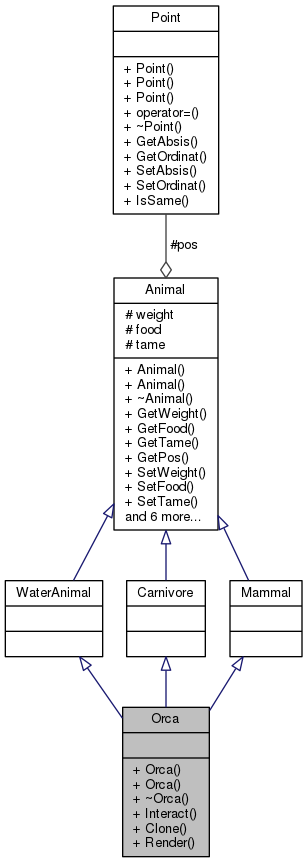 Point
+ Point()
+ Point()
+ Point()
+ operator=()
+ ~Point()
+ GetAbsis()
+ GetOrdinat()
+ SetAbsis()
+ SetOrdinat()
+ IsSame()
#pos
Animal
# weight
# food
# tame
+ Animal()
+ Animal()
+ ~Animal()
+ GetWeight()
+ GetFood()
+ GetTame()
+ GetPos()
+ SetWeight()
+ SetFood()
+ SetTame()
and 6 more...
WaterAnimal
Carnivore
Mammal
Orca
+ Orca()
+ Orca()
+ ~Orca()
+ Interact()
+ Clone()
+ Render()